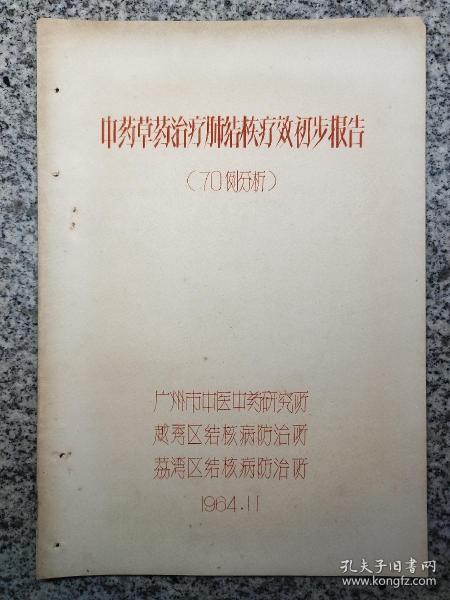 中药草药治疗肺结核疗效初步报告
（70例分析）
广州市中医中药研究所
越秀区结核病防治所
荔湾区结核病防治所
1964.11
孔夫子旧书网
www.kongfz.com